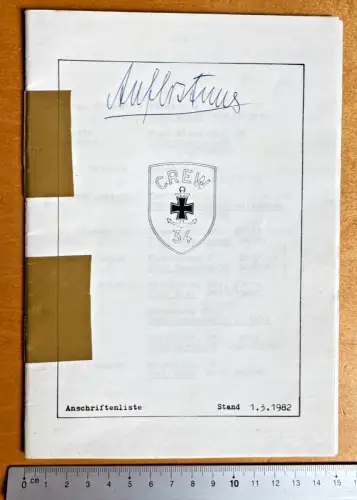 Auflistung
CREW
34
Anschriftenliste Stand 1.3.1982
0 cm 1 2 3 4 5 6 7 8 9 10 11 12 13 14 15